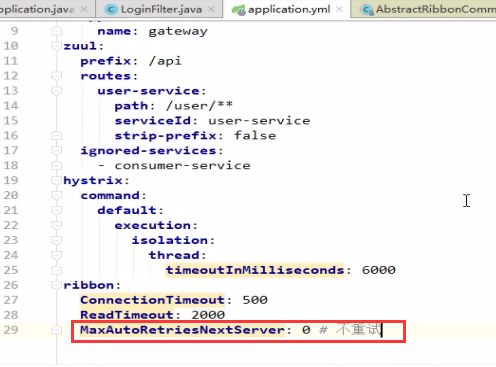 pplication.java
LoginFilter.java
application.yml
AbstractRibbonComm
9 name: gateway
10 zuul:
11 prefix: /api
12 routes:
13 user-service:
14 path: /user/**
15 serviceId: user-service
16 strip-prefix: false
17 ignored-services:
18 - consumer-service
19 hystrix:
20 command:
21 default:
22 execution:
23 isolation:
24 thread:
25 timeoutInMilliseconds: 6000
26 ribbon:
27 ConnectionTimeout: 500
28 ReadTimeout: 2000
29 MaxAutoRetriesNextServer: 0 # 不重试